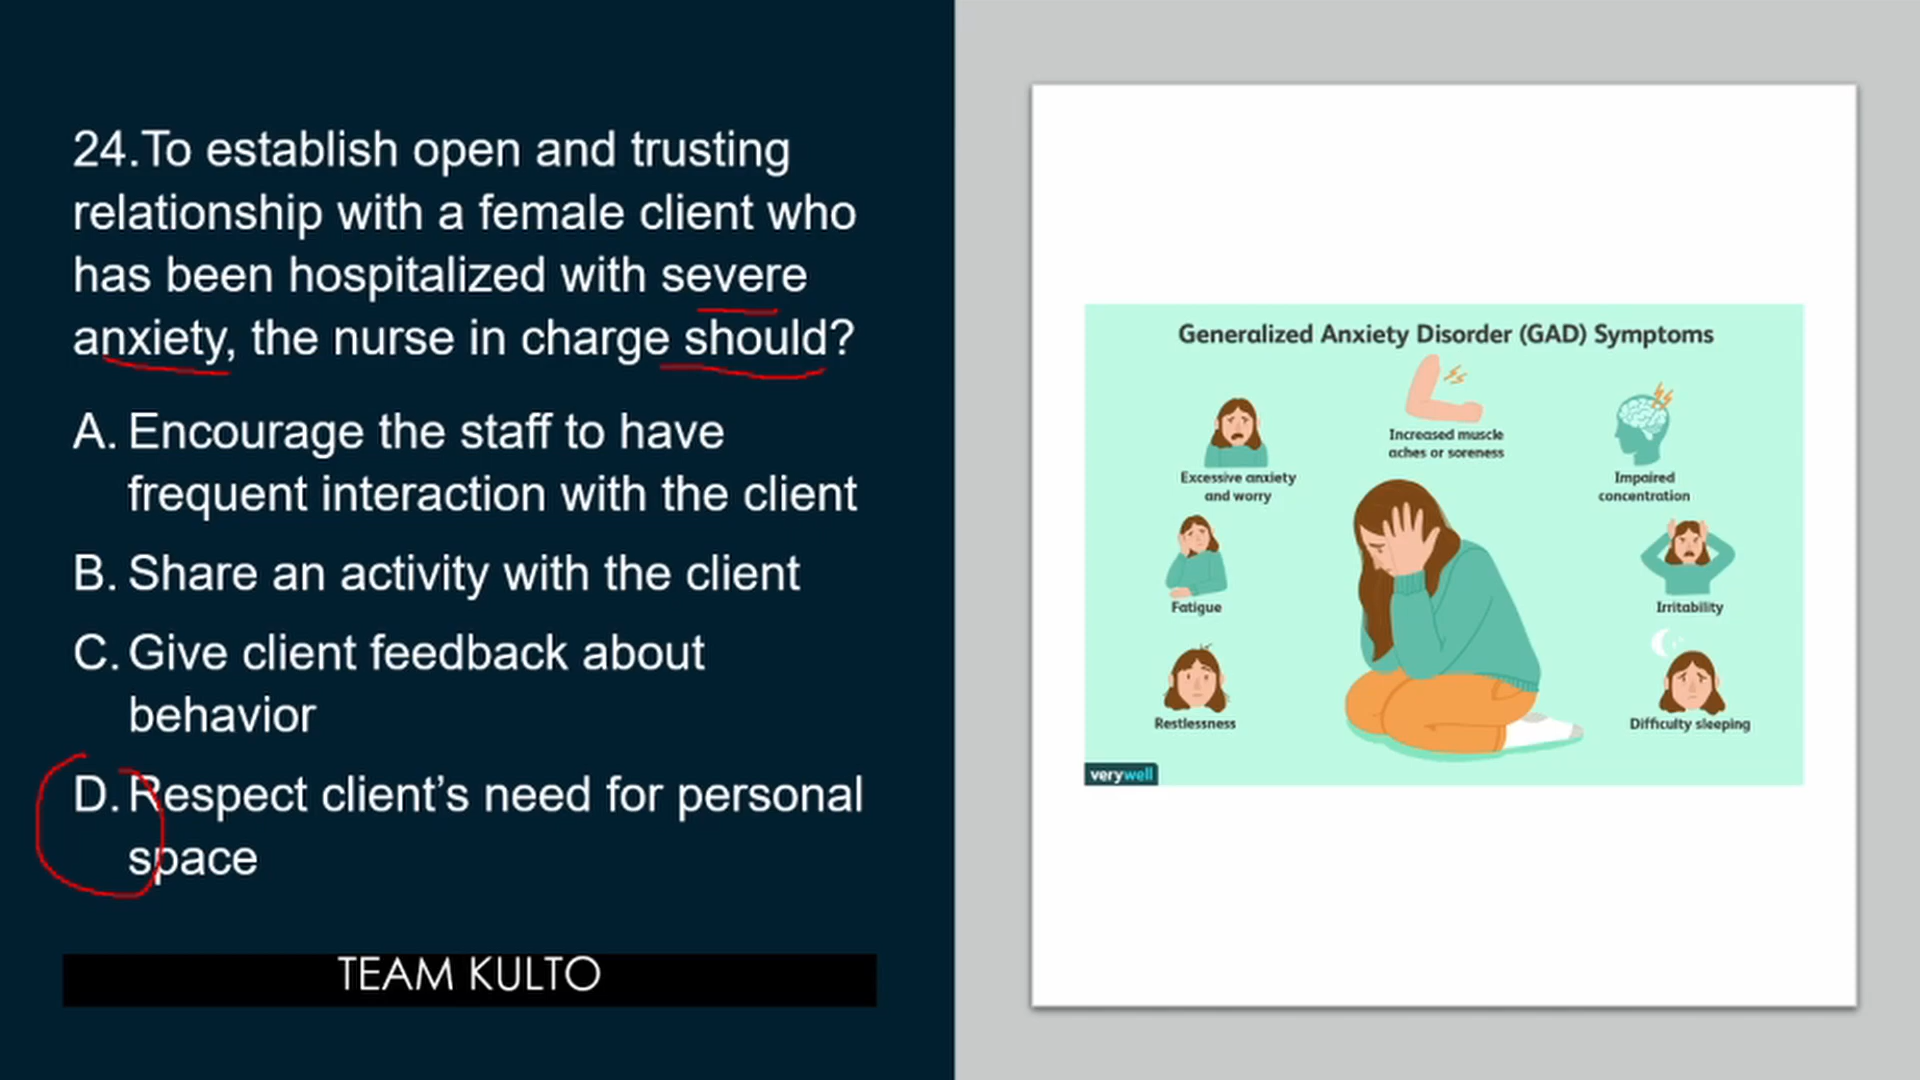 24.To establish open and trusting
relationship with a female client who
has been hospitalized with severe
anxiety, the nurse in charge should?
A. Encourage the staff to have
frequent interaction with the client
B. Share an activity with the client
C. Give client feedback about
behavior
D. Respect client’s need for personal
space
TEAM KULTO
Generalized Anxiety Disorder (GAD) Symptoms
Increased muscle
aches or soreness
Excessive anxiety
and worry
Impaired
concentration
Fatigue
Irritability
Restlessness
Difficulty sleeping
verywell